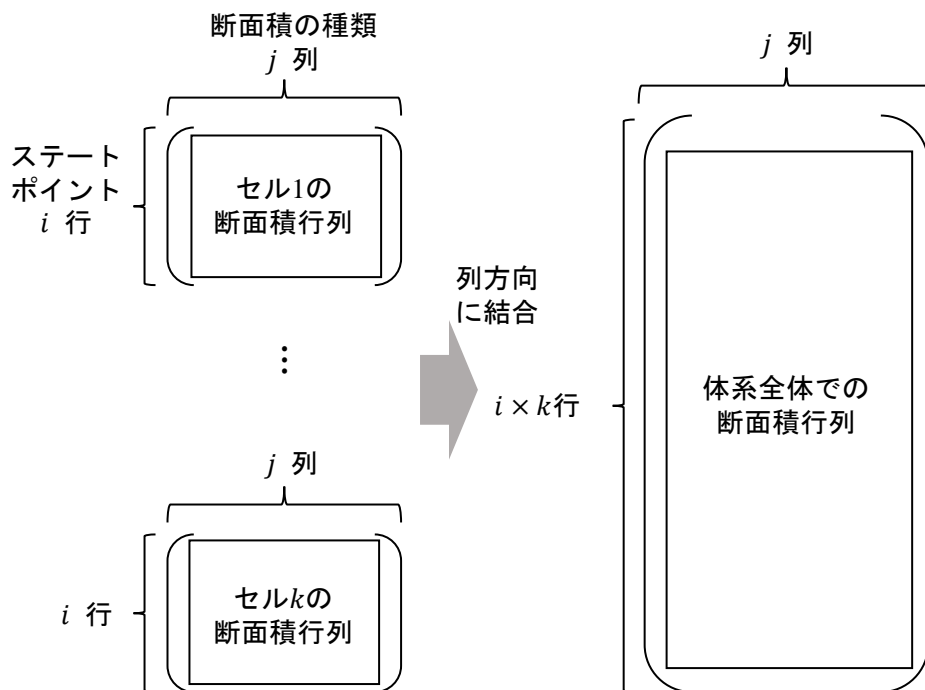 断面積の種類
j 列
ステート
ポイント
i 行
セル1の
断面積行列
⋮
j 列
i 行
セルkの
断面積行列
列方向
に結合
j 列
i × k行
体系全体での
断面積行列